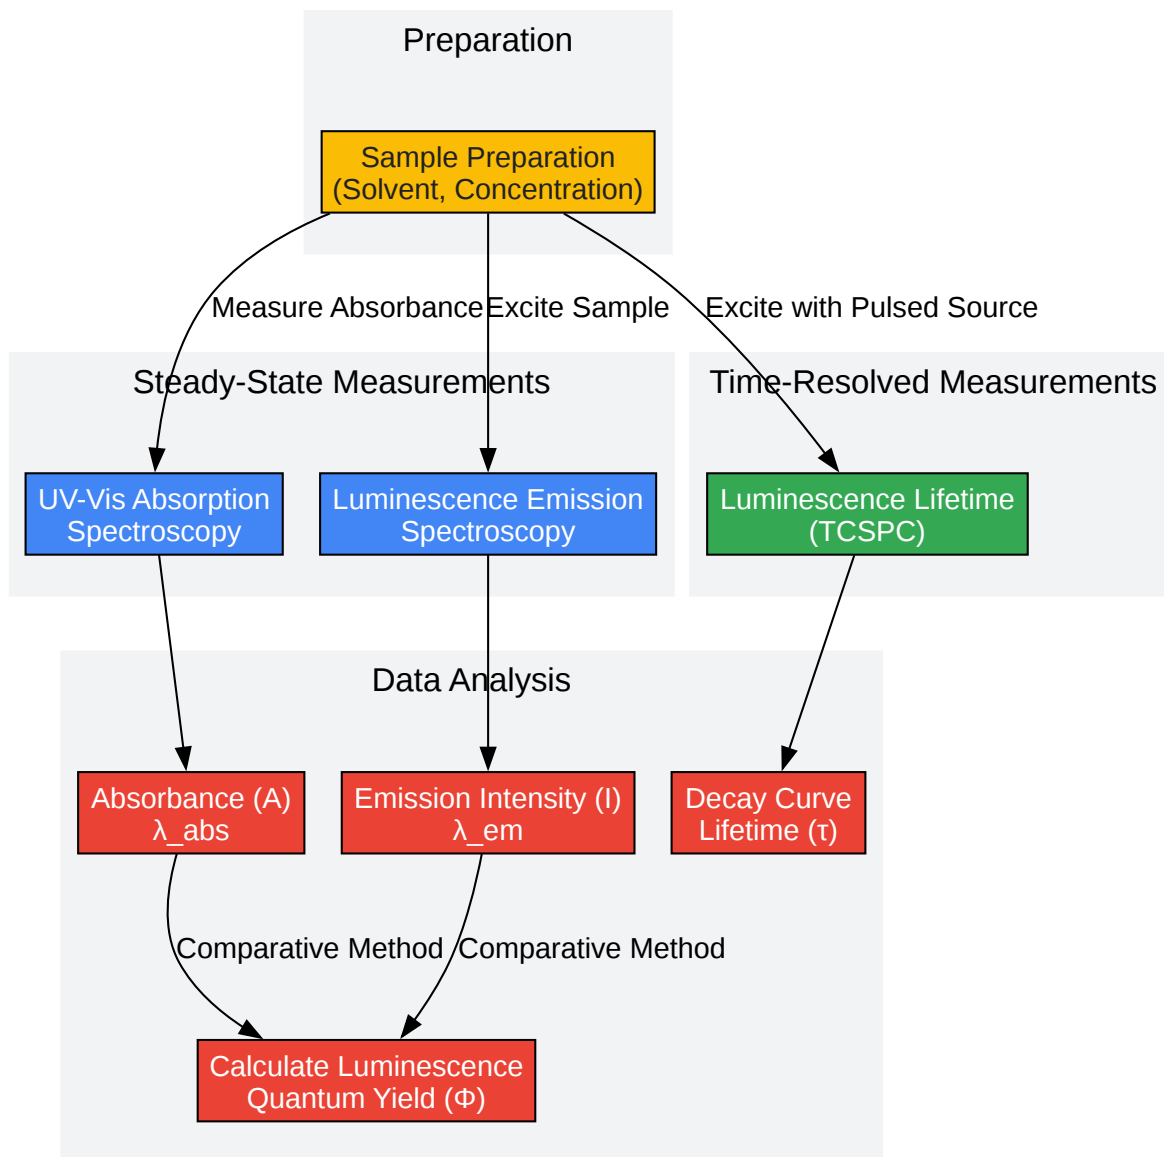 Preparation
Sample Preparation
(Solvent, Concentration)
Measure Absorbance
Excite Sample
Excite with Pulsed Source
Steady-State Measurements
Time-Resolved Measurements
UV-Vis Absorption
Spectroscopy
Luminescence Emission
Spectroscopy
Luminescence Lifetime
(TCSPC)
Data Analysis
Absorbance (A)
λ_abs
Emission Intensity (I)
λ_em
Decay Curve
Lifetime (τ)
Comparative Method
Comparative Method
Calculate Luminescence
Quantum Yield (Φ)